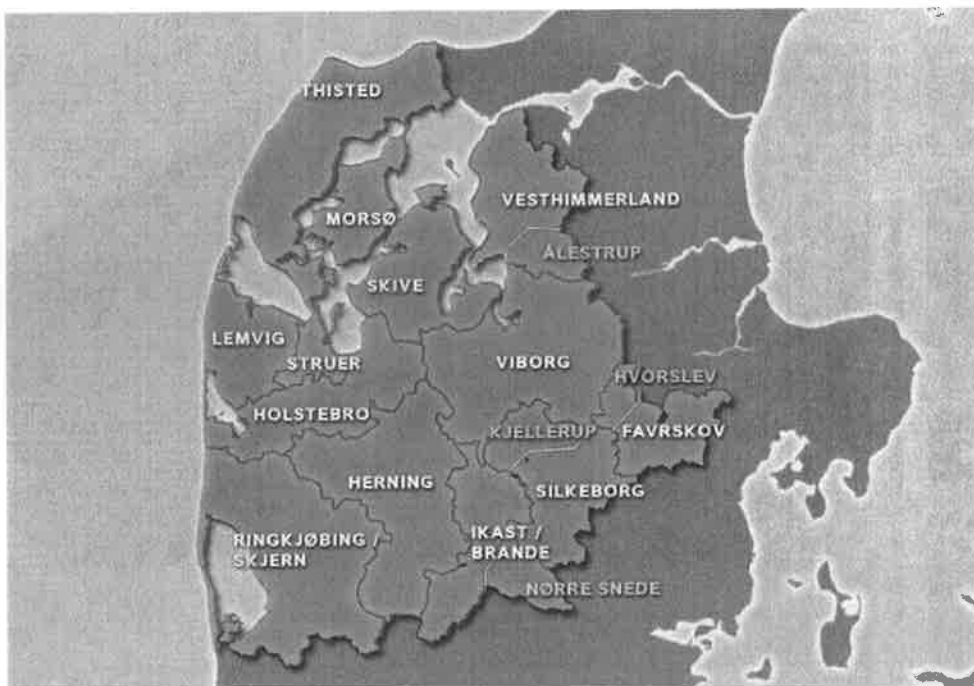 THISTED
VESTHIMMERLAND
MORSØ
ÅLESTRUP
SKIVE
LEMVIG
STRUER
VIBORG
HVORSLEV
HOLSTEBRO
KJELLERUP
FAVRSKOV
HERNING
SILKEBORG
RINGKJØBING /
SKJERN
IKAST /
BRANDE
NØRRE SNEDE